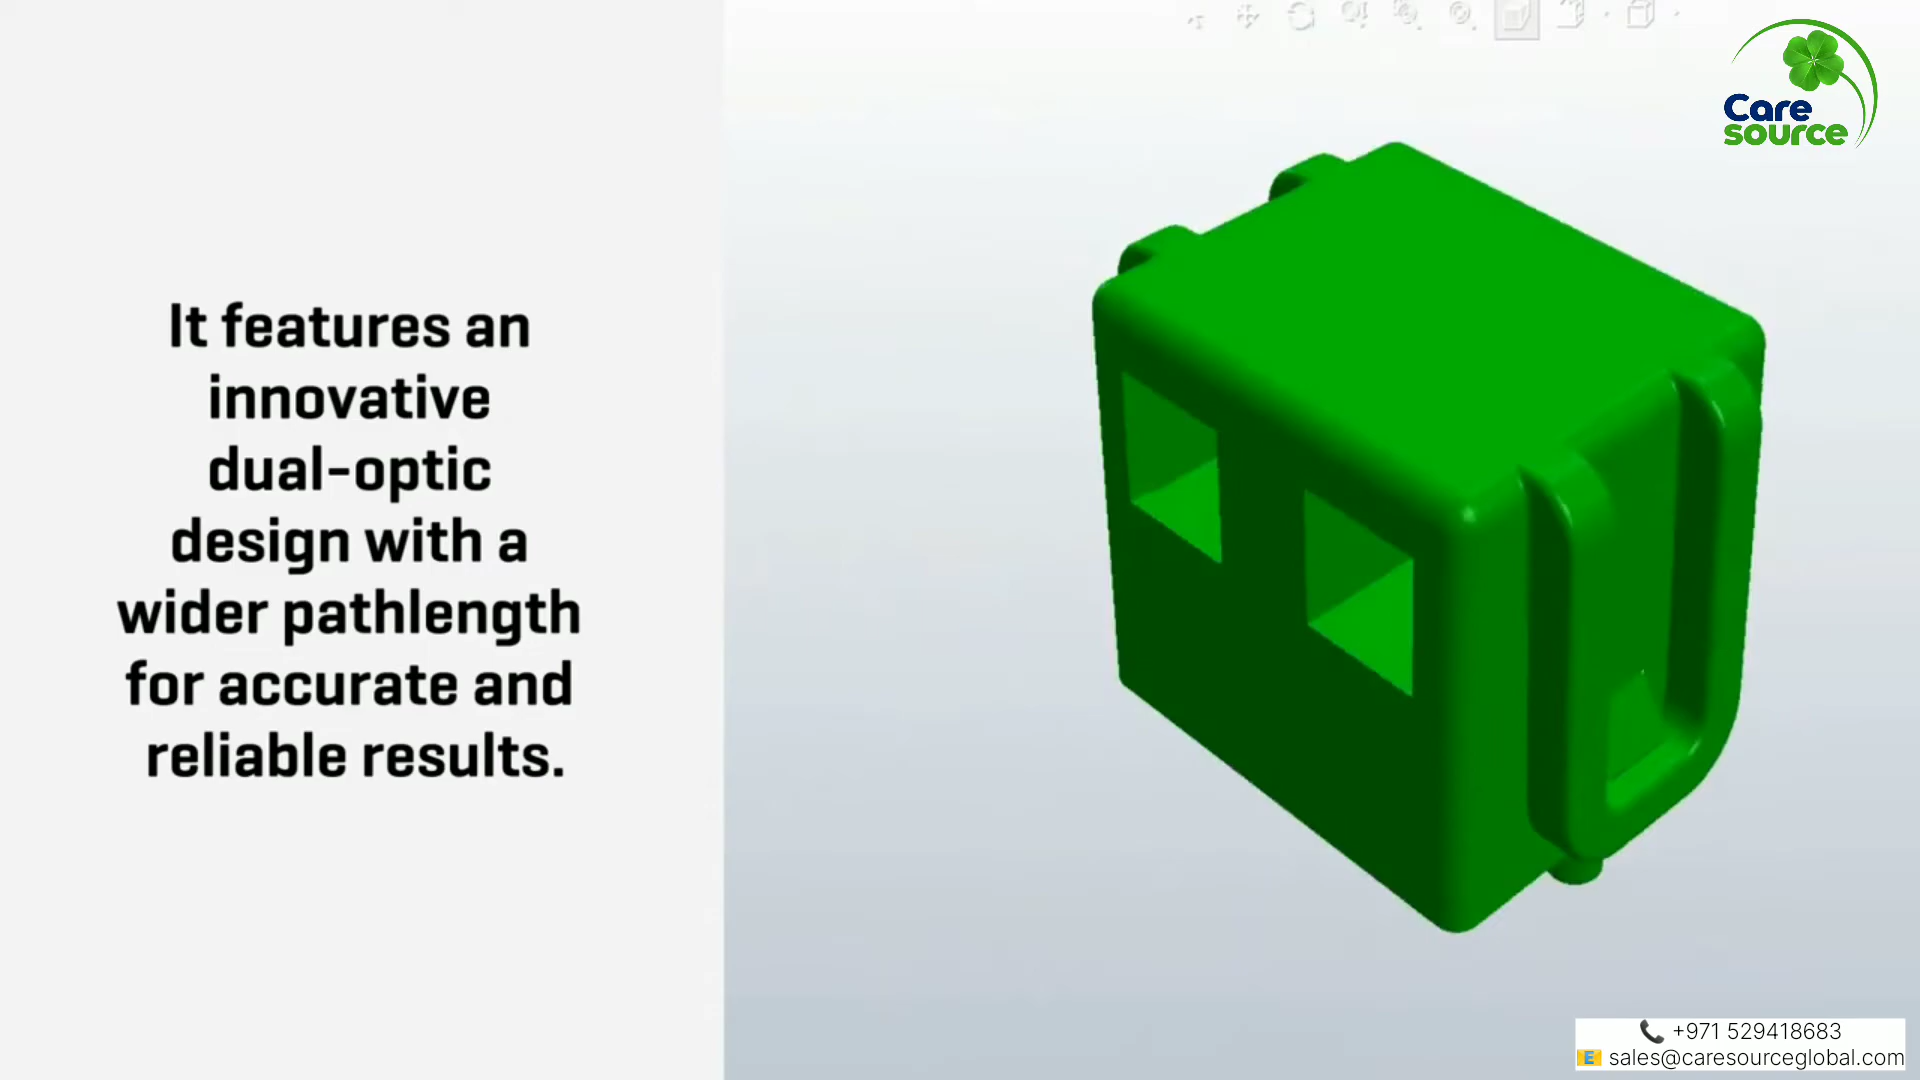 It features an
innovative
dual-optic
design with a
wider pathlength
for accurate and
reliable results.
Care
source
+971 529418683
sales@caresourceglobal.com